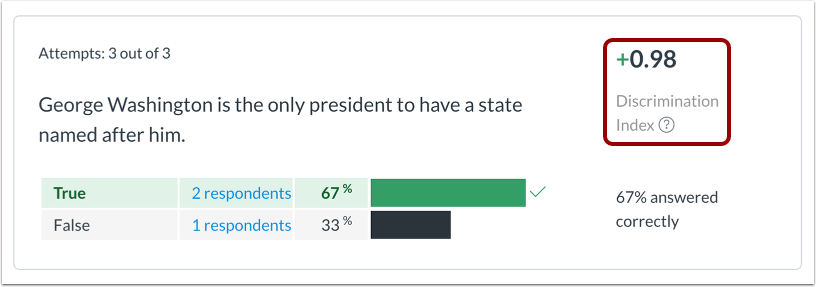 Attempts: 3 out of 3
+0.98
Discrimination
Index ?
George Washington is the only president to have a state
named after him.
True 2 respondents 67 %
False 1 respondents 33 %
67% answered
correctly